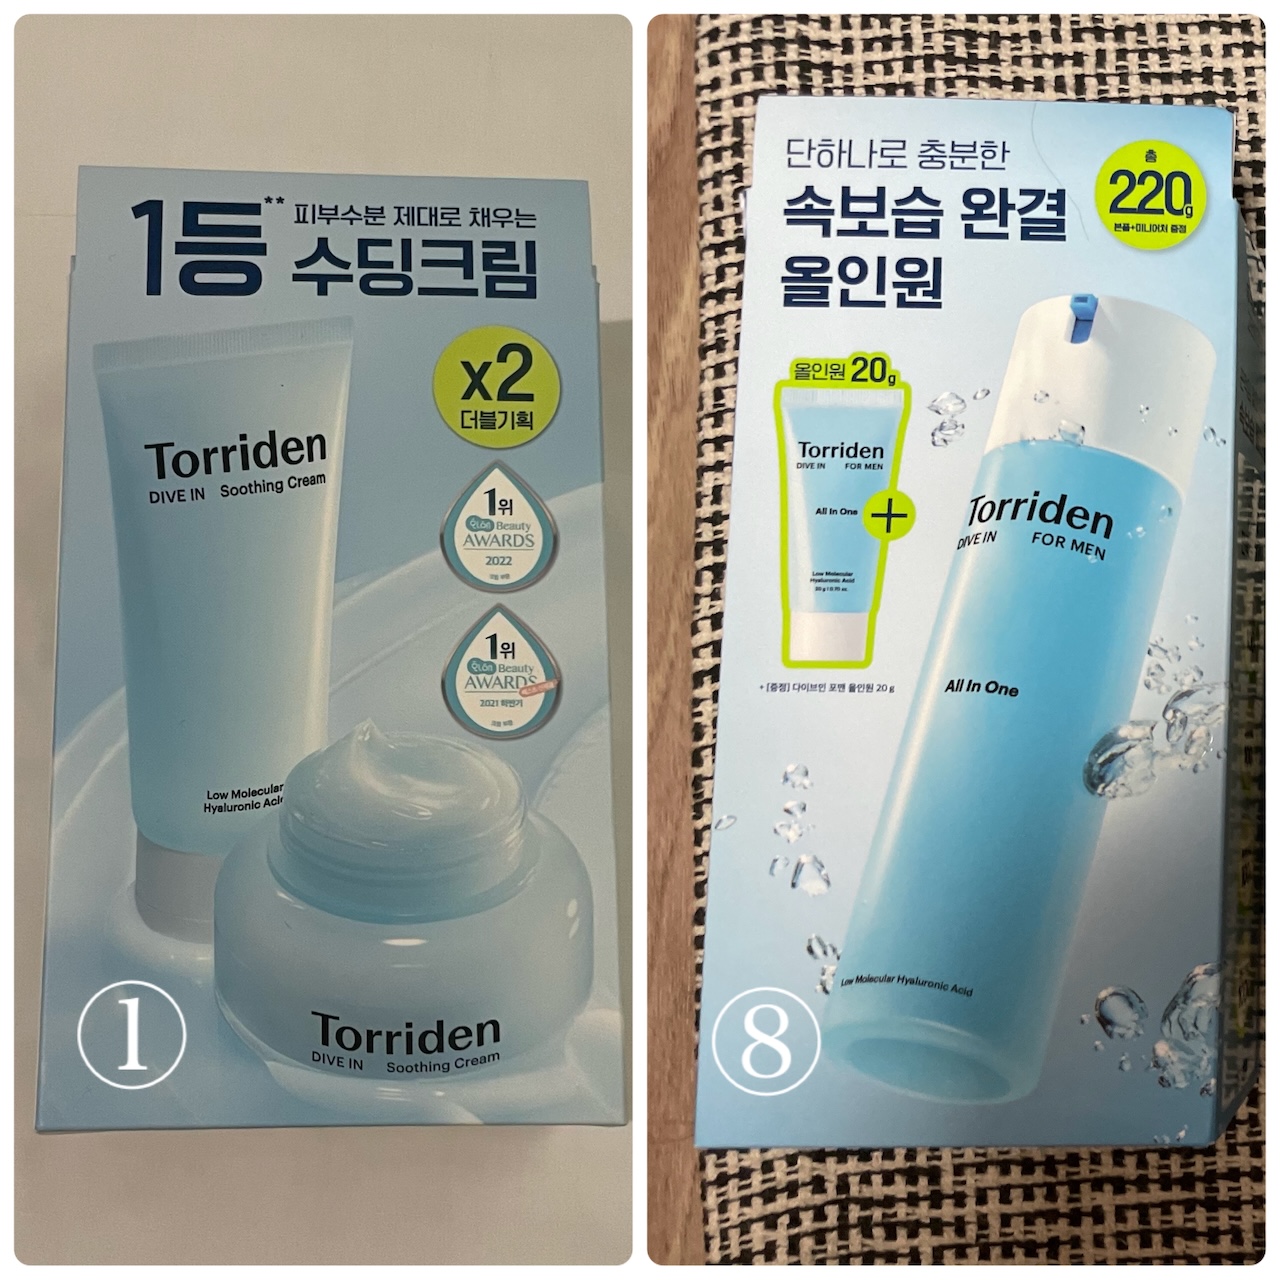 1등** 피부수분 제대로 채우는
수딩크림
x2
더블기획
Torriden
DIVE IN Soothing Cream
1위
Beauty
AWARDS
2022
1위
Beauty
AWARDS
2021 하반기
Low Molecular
Hyaluronic Acid
Torriden
DIVE IN Soothing Cream
①
단하나로 충분한
속보습 완결
올인원
총
220g
본품+미니어처 증정
올인원 20g
Torriden
DIVE IN FOR MEN
All In One
Low Molecular
Hyaluronic Acid
20 g / 0.70 oz.
+
+ [증정] 다이브인 포맨 올인원 20 g
Torriden
DIVE IN FOR MEN
All In One
Low Molecular Hyaluronic Acid
⑧